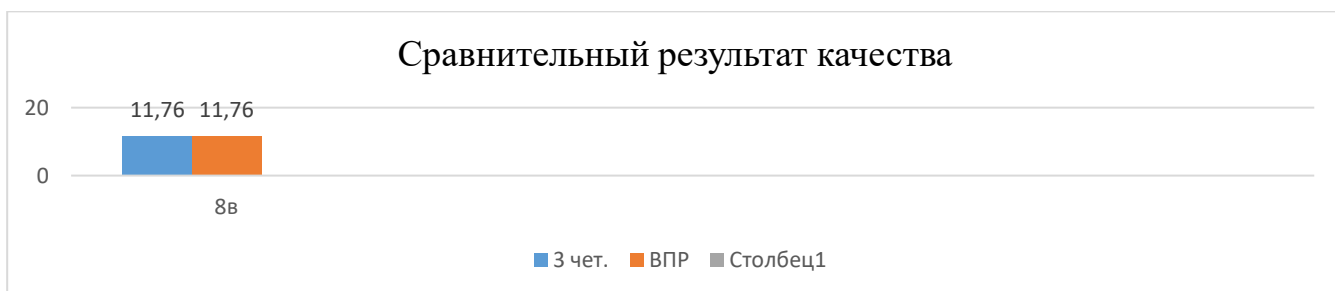 Сравнительный результат качества
20
11,76 11,76
0
8в
3 чет. ВПР Столбец1